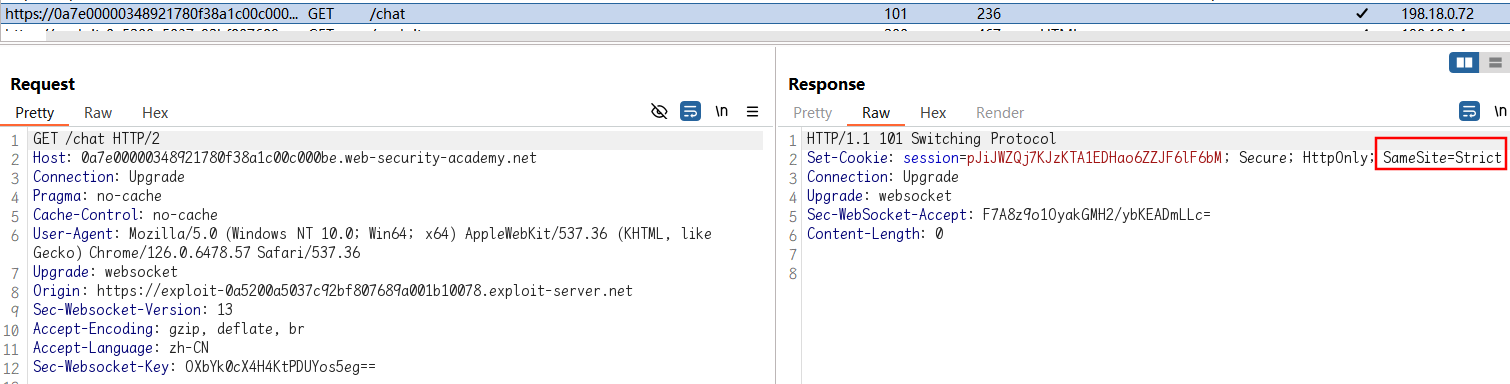 https://0a7e00000348921780f38a1c00c000... GET /chat 101 236 ✓ 198.18.0.72
Request
Pretty Raw Hex \n
1 GET /chat HTTP/2
2 Host: 0a7e00000348921780f38a1c00c000be.web-security-academy.net
3 Connection: Upgrade
4 Pragma: no-cache
5 Cache-Control: no-cache
6 User-Agent: Mozilla/5.0 (Windows NT 10.0; Win64; x64) AppleWebKit/537.36 (KHTML, like
Gecko) Chrome/126.0.6478.57 Safari/537.36
7 Upgrade: websocket
8 Origin: https://exploit-0a5200a5037c92bf807689a001b10078.exploit-server.net
9 Sec-Websocket-Version: 13
10 Accept-Encoding: gzip, deflate, br
11 Accept-Language: zh-CN
12 Sec-Websocket-Key: OXbYk0cX4H4KtPDUYos5eg==
Response
Pretty Raw Hex Render \n
1 HTTP/1.1 101 Switching Protocol
2 Set-Cookie: session=pJiJWZQj7KJzKTA1EDHao6ZZJF6lF6bM; Secure; HttpOnly; SameSite=Strict
3 Connection: Upgrade
4 Upgrade: websocket
5 Sec-WebSocket-Accept: F7A8z9o1OyakGMH2/ybKEADmLLc=
6 Content-Length: 0
7
8